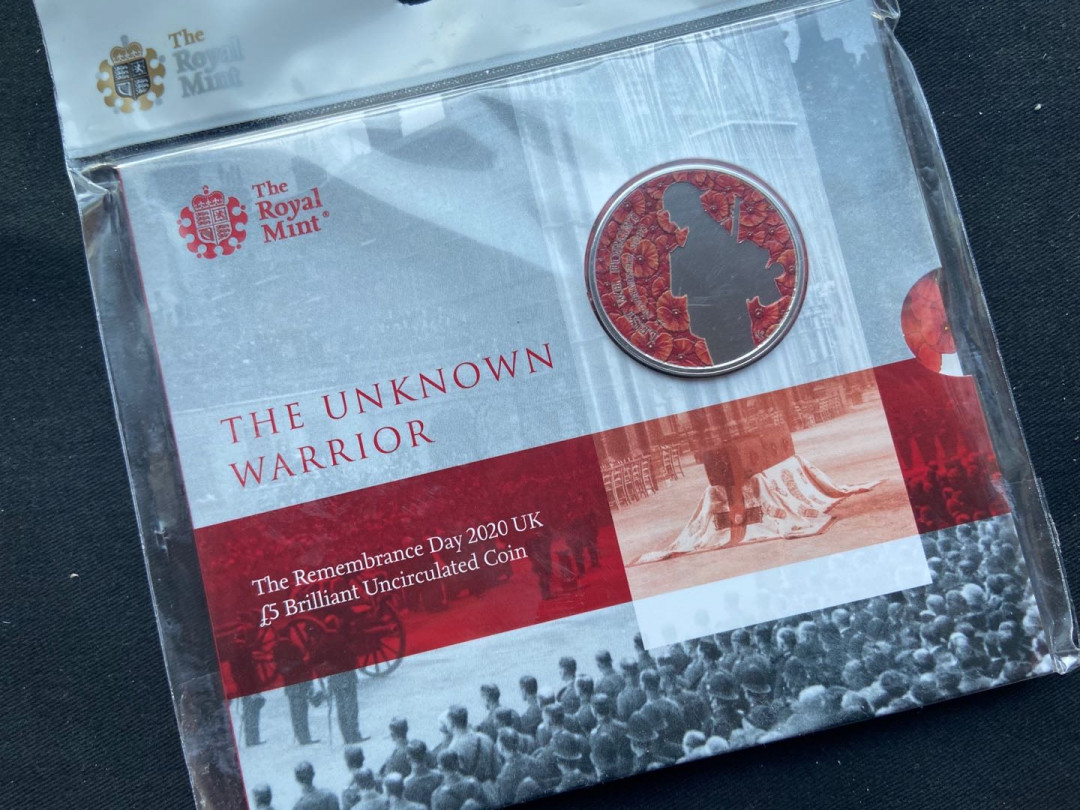 The
Royal
Mint
The
Royal
Mint®
THE UNKNOWN
WARRIOR
The Remembrance Day 2020 UK
£5 Brilliant Uncirculated Coin